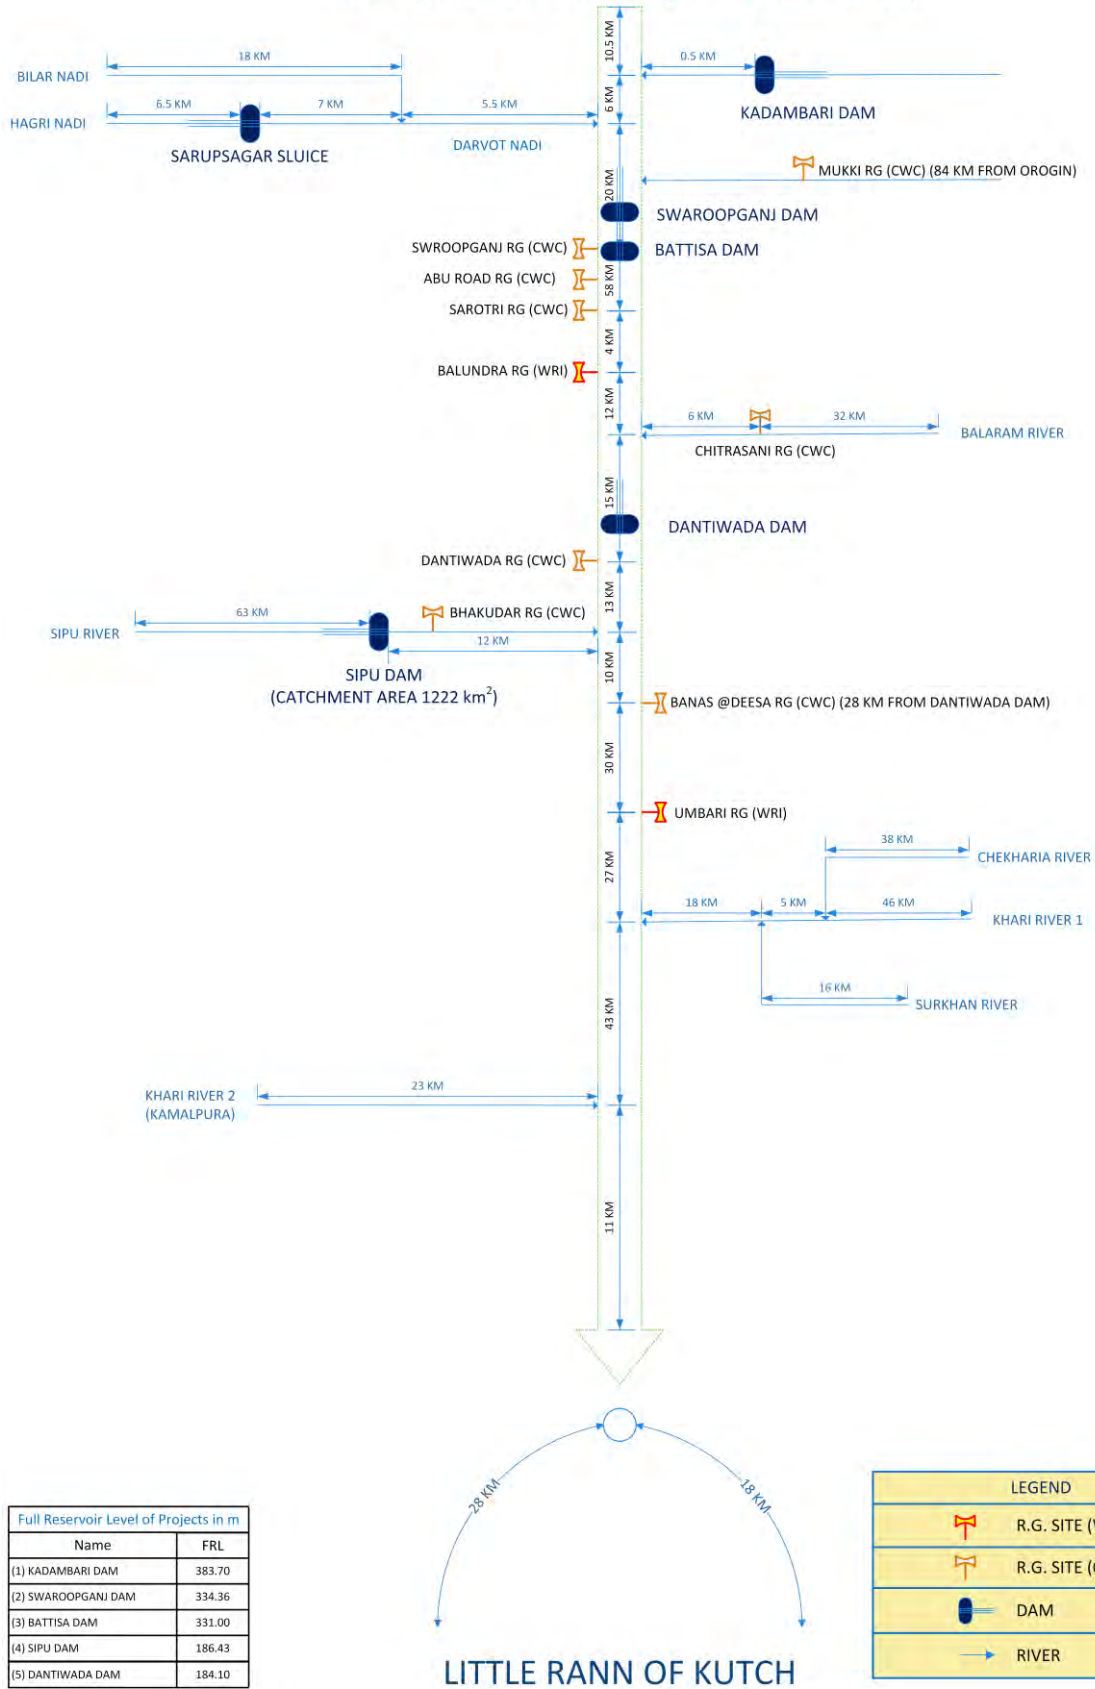 10.5 KM
18 KM
0.5 KM
BILAR NADI
6.5 KM
7 KM
5.5 KM
6 KM
KADAMBARI DAM
HAGRI NADI
DARVOT NADI
SARUPSAGAR SLUICE
MUKKI RG (CWC) (84 KM FROM OROGIN)
20 KM
SWAROOPGANJ DAM
SWROOPGANJ RG (CWC)
BATTISA DAM
ABU ROAD RG (CWC)
58 KM
SAROTRI RG (CWC)
4 KM
BALUNDRA RG (WRI)
12 KM
6 KM
32 KM
BALARAM RIVER
CHITRASANI RG (CWC)
15 KM
DANTIWADA DAM
DANTIWADA RG (CWC)
13 KM
63 KM
BHAKUDAR RG (CWC)
SIPU RIVER
12 KM
SIPU DAM
(CATCHMENT AREA 1222 km²)
10 KM
BANAS @DEESA RG (CWC) (28 KM FROM DANTIWADA DAM)
30 KM
UMBARI RG (WRI)
38 KM
CHEKHARIA RIVER
27 KM
18 KM
5 KM
46 KM
KHARI RIVER 1
16 KM
SURKHAN RIVER
43 KM
23 KM
KHARI RIVER 2
(KAMALPURA)
11 KM
28 KM
18 KM
LITTLE RANN OF KUTCH
Full Reservoir Level of Projects in m
Name FRL
(1) KADAMBARI DAM 383.70
(2) SWAROOPGANJ DAM 334.36
(3) BATTISA DAM 331.00
(4) SIPU DAM 186.43
(5) DANTIWADA DAM 184.10
LEGEND
R.G. SITE (
R.G. SITE (
DAM
RIVER